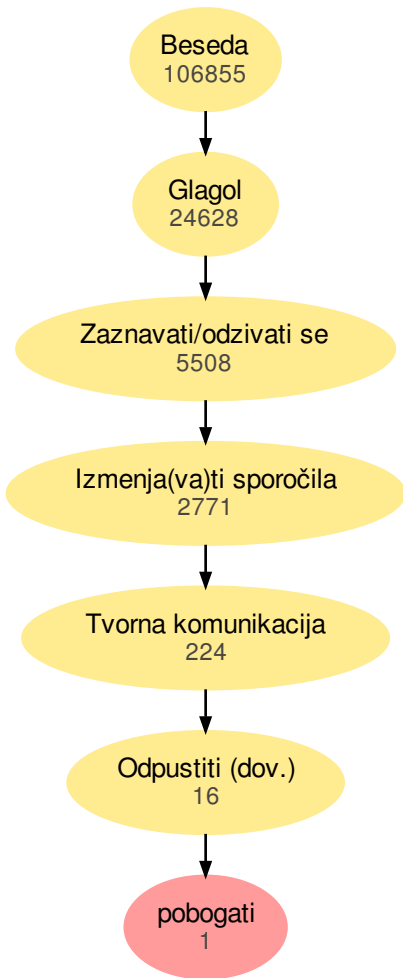 Beseda
106855
Glagol
24628
Zaznavati/odzivati se
5508
Izmenja(va)ti sporočila
2771
Tvorna komunikacija
224
Odpustiti (dov.)
16
pobogati
1